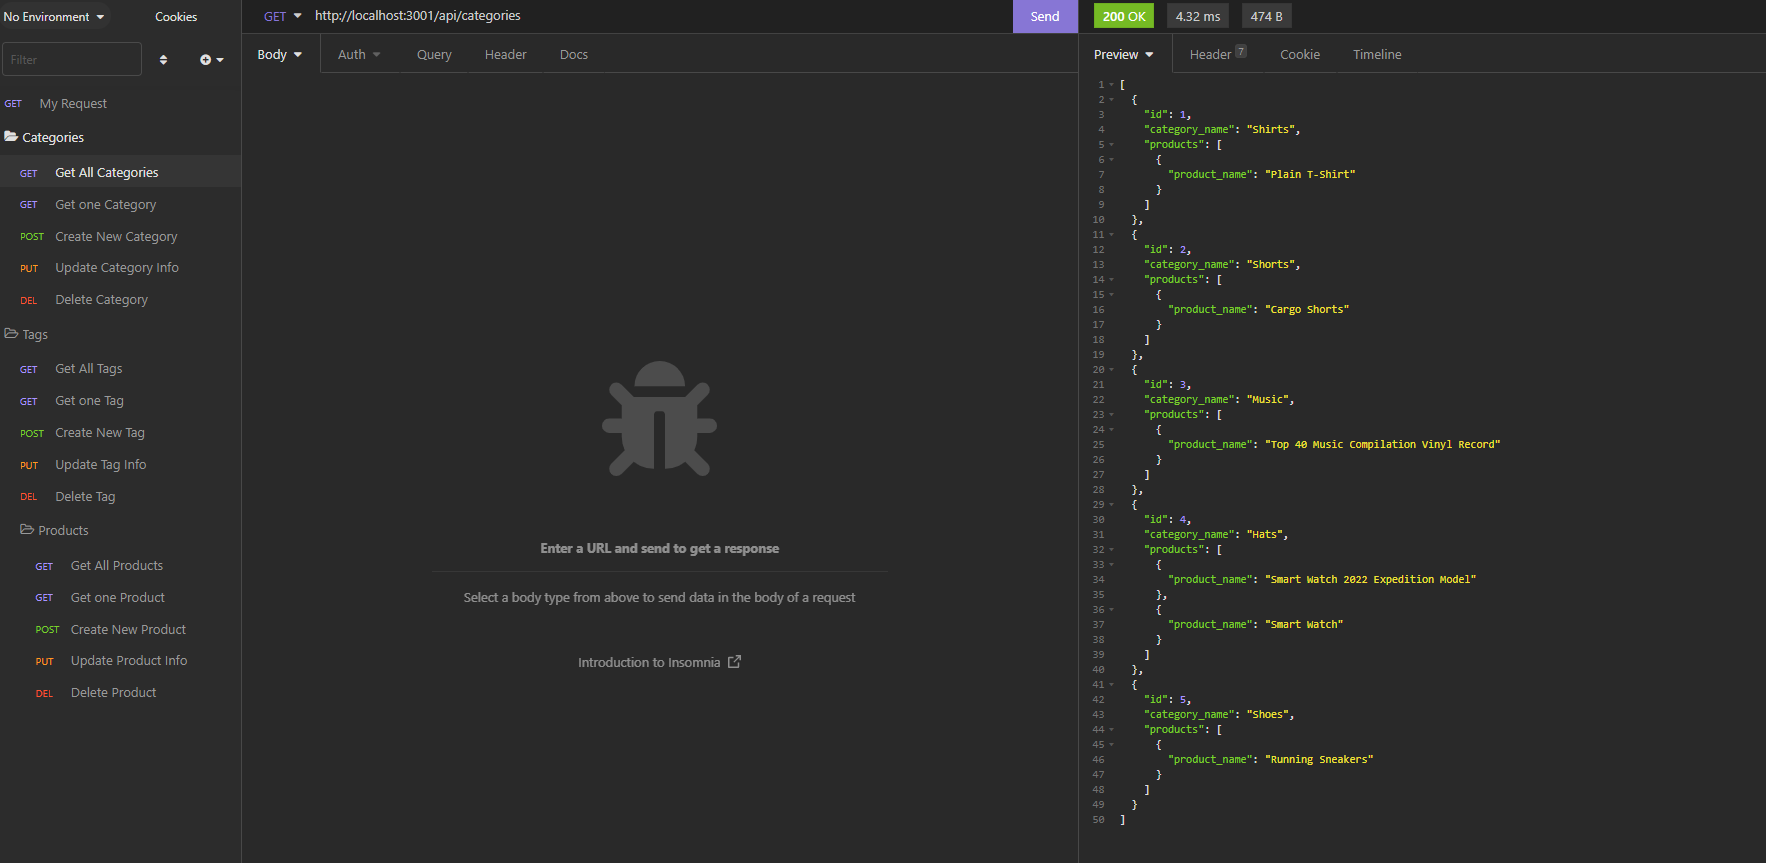 No Environment
Cookies
Filter
GET My Request
Categories
GET Get All Categories
GET Get one Category
POST Create New Category
PUT Update Category Info
DEL Delete Category
Tags
GET Get All Tags
GET Get one Tag
POST Create New Tag
PUT Update Tag Info
DEL Delete Tag
Products
GET Get All Products
GET Get one Product
POST Create New Product
PUT Update Product Info
DEL Delete Product
GET http://localhost:3001/api/categories Send
Body Auth Query Header Docs
Enter a URL and send to get a response
Select a body type from above to send data in the body of a request
Introduction to Insomnia
200 OK 4.32 ms 474 B
Preview Header 7 Cookie Timeline
1 [
2 {
3 "id": 1,
4 "category_name": "Shirts",
5 "products": [
6 {
7 "product_name": "Plain T-Shirt"
8 }
9 ]
10 },
11 {
12 "id": 2,
13 "category_name": "Shorts",
14 "products": [
15 {
16 "product_name": "Cargo Shorts"
17 }
18 ]
19 },
20 {
21 "id": 3,
22 "category_name": "Music",
23 "products": [
24 {
25 "product_name": "Top 40 Music Compilation Vinyl Record"
26 }
27 ]
28 },
29 {
30 "id": 4,
31 "category_name": "Hats",
32 "products": [
33 {
34 "product_name": "Smart Watch 2022 Expedition Model"
35 },
36 {
37 "product_name": "Smart Watch"
38 }
39 ]
40 },
41 {
42 "id": 5,
43 "category_name": "Shoes",
44 "products": [
45 {
46 "product_name": "Running Sneakers"
47 }
48 ]
49 }
50 ]